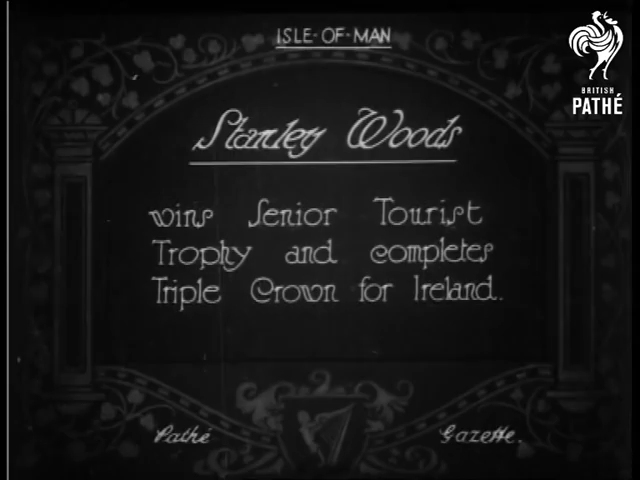 ISLE-OF-MAN
BRITISH
PATHÉ
Stanley Woods
wins Senior Tourist
Trophy and completes
Triple Crown for Ireland.
Pathé Gazette.